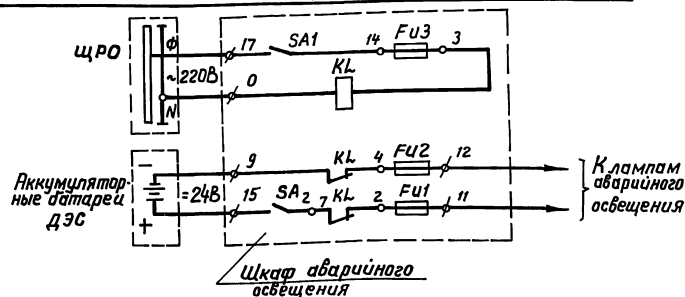 ЩРО
Ф
~220В
N
17
SA1
14
Fu3
3
0
KL
Аккумулятор-
ные батареи
ДЭС
−
=24В
+
9
KL
4
Fu2
12
15
SA2
7
KL
2
Fu1
11
К лампам
аварийного
освещения
Шкаф аварийного
освещения